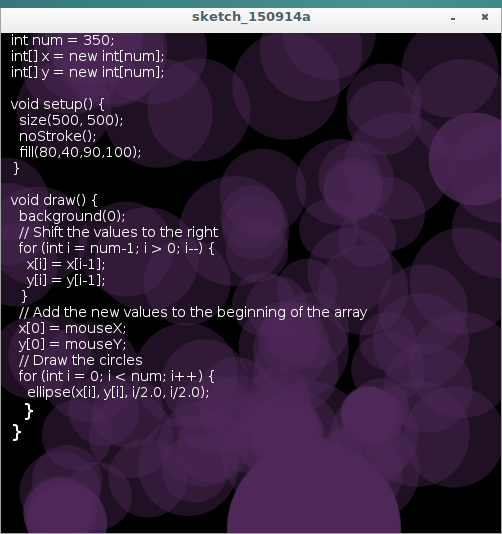 sketch_150914a
int num = 350;
int[] x = new int[num];
int[] y = new int[num];
void setup() {
size(500, 500);
noStroke();
fill(80,40,90,100);
}
void draw() {
background(0);
// Shift the values to the right
for (int i = num-1; i > 0; i--) {
x[i] = x[i-1];
y[i] = y[i-1];
}
// Add the new values to the beginning of the array
x[0] = mouseX;
y[0] = mouseY;
// Draw the circles
for (int i = 0; i < num; i++) {
ellipse(x[i], y[i], i/2.0, i/2.0);
}
}